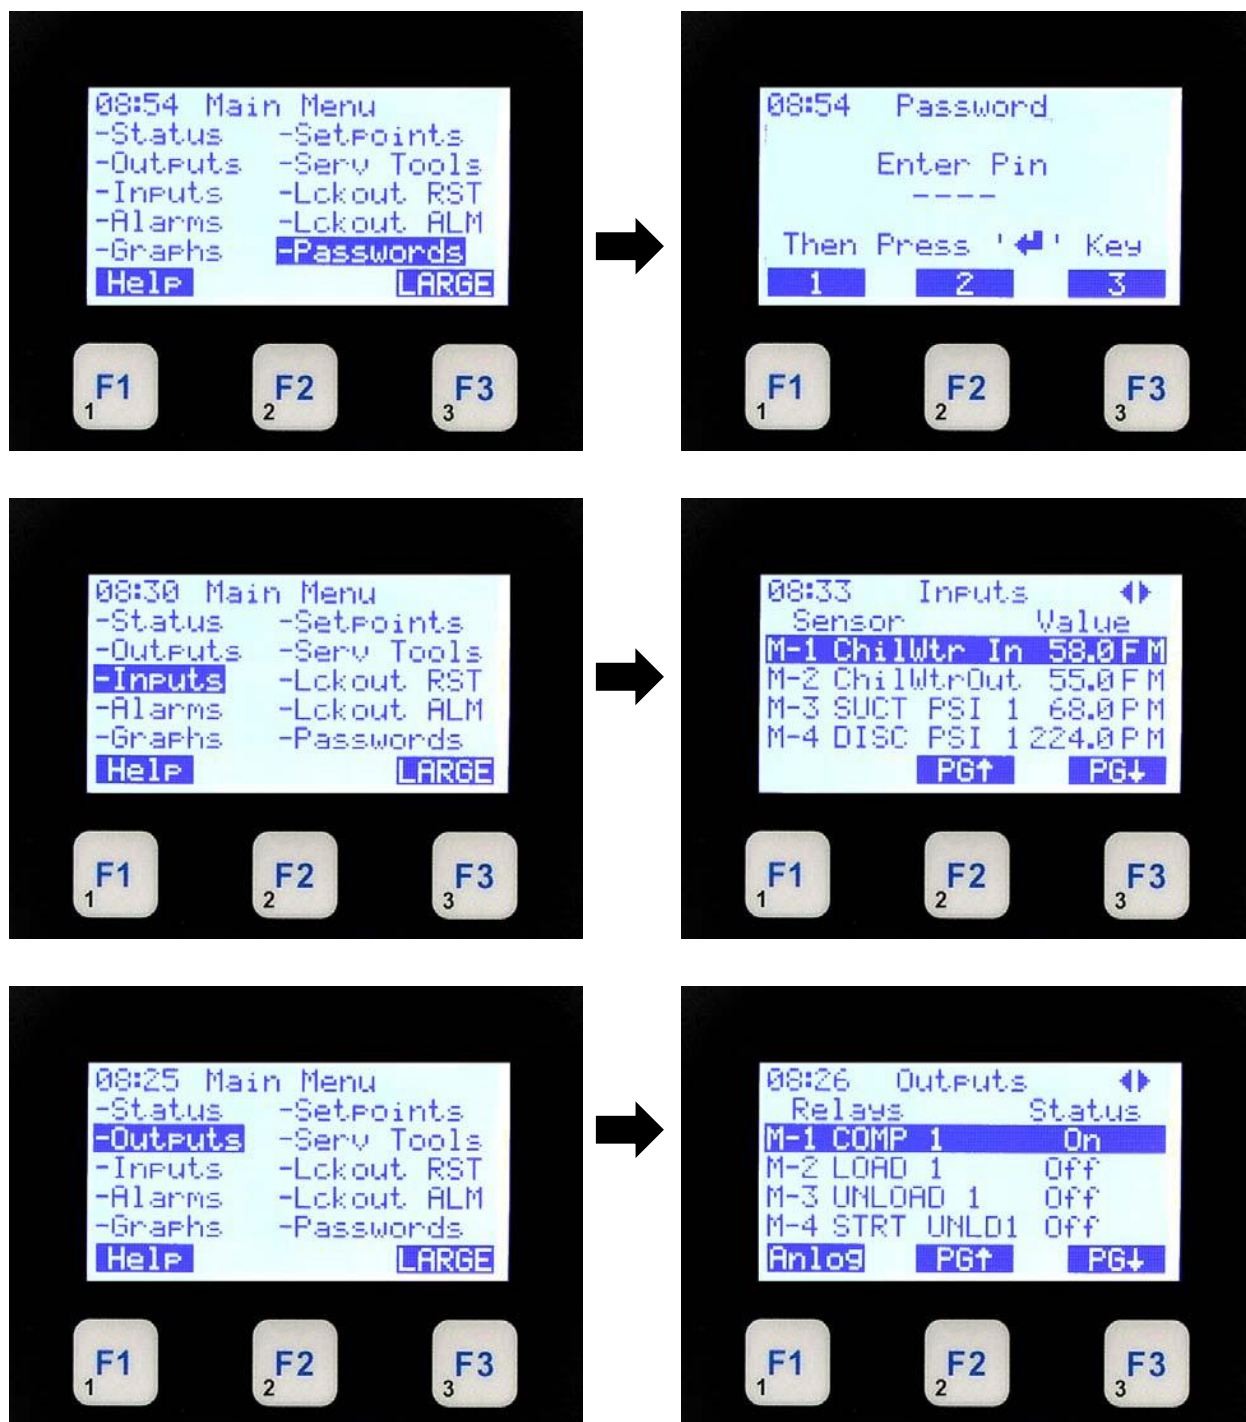 08:54 Main Menu
-Status -Setpoints
-Outputs -Serv Tools
-Inputs -Lckout RST
-Alarms -Lckout ALM
-Graphs -Passwords
Help LARGE
F1 F2 F3
1 2 3
08:54 Password
Enter Pin
----
Then Press '↵' Key
1 2 3
F1 F2 F3
1 2 3
08:30 Main Menu
-Status -Setpoints
-Outputs -Serv Tools
-Inputs -Lckout RST
-Alarms -Lckout ALM
-Graphs -Passwords
Help LARGE
F1 F2 F3
1 2 3
08:33 Inputs ◀▶
Sensor Value
M-1 ChilWtr In 58.0FM
M-2 ChilWtrOut 55.0FM
M-3 SUCT PSI 1 68.0PM
M-4 DISC PSI 1 224.0PM
PG↑ PG↓
F1 F2 F3
1 2 3
08:25 Main Menu
-Status -Setpoints
-Outputs -Serv Tools
-Inputs -Lckout RST
-Alarms -Lckout ALM
-Graphs -Passwords
Help LARGE
F1 F2 F3
1 2 3
08:26 Outputs ◀▶
Relays Status
M-1 COMP 1 On
M-2 LOAD 1 Off
M-3 UNLOAD 1 Off
M-4 STRT UNLD1 Off
Anlog PG↑ PG↓
F1 F2 F3
1 2 3